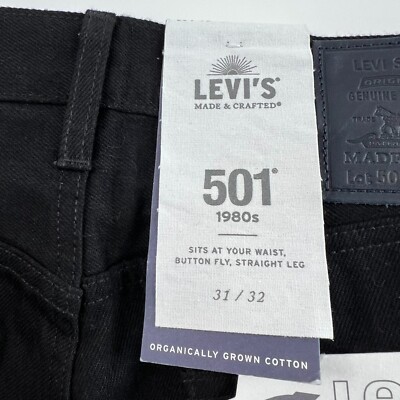 LEVI'S®
MADE & CRAFTED®
501®
1980s
SITS AT YOUR WAIST,
BUTTON FLY, STRAIGHT LEG
31 / 32
ORGANICALLY GROWN COTTON
LEVI'S
GENUINE
TRADE
MADE
Lot 50